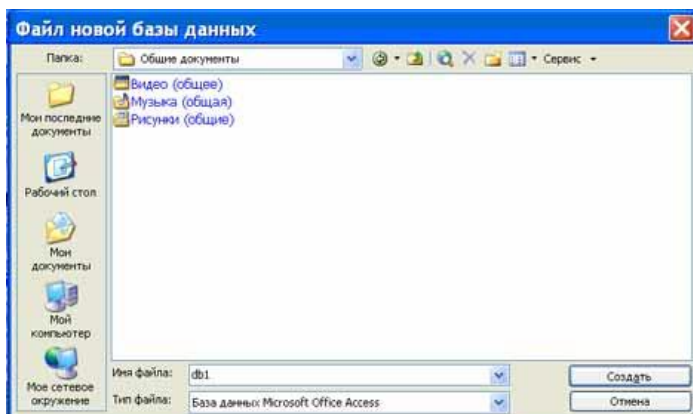 Файл новой базы данных
Папка:
Общие документы
Сервис
Мои последние
документы
Рабочий стол
Мои
документы
Мой
компьютер
Мое сетевое
окружение
Видео (общее)
Музыка (общая)
Рисунки (общие)
Имя файла:
db1
Создать
Тип файла:
База данных Microsoft Office Access
Отмена